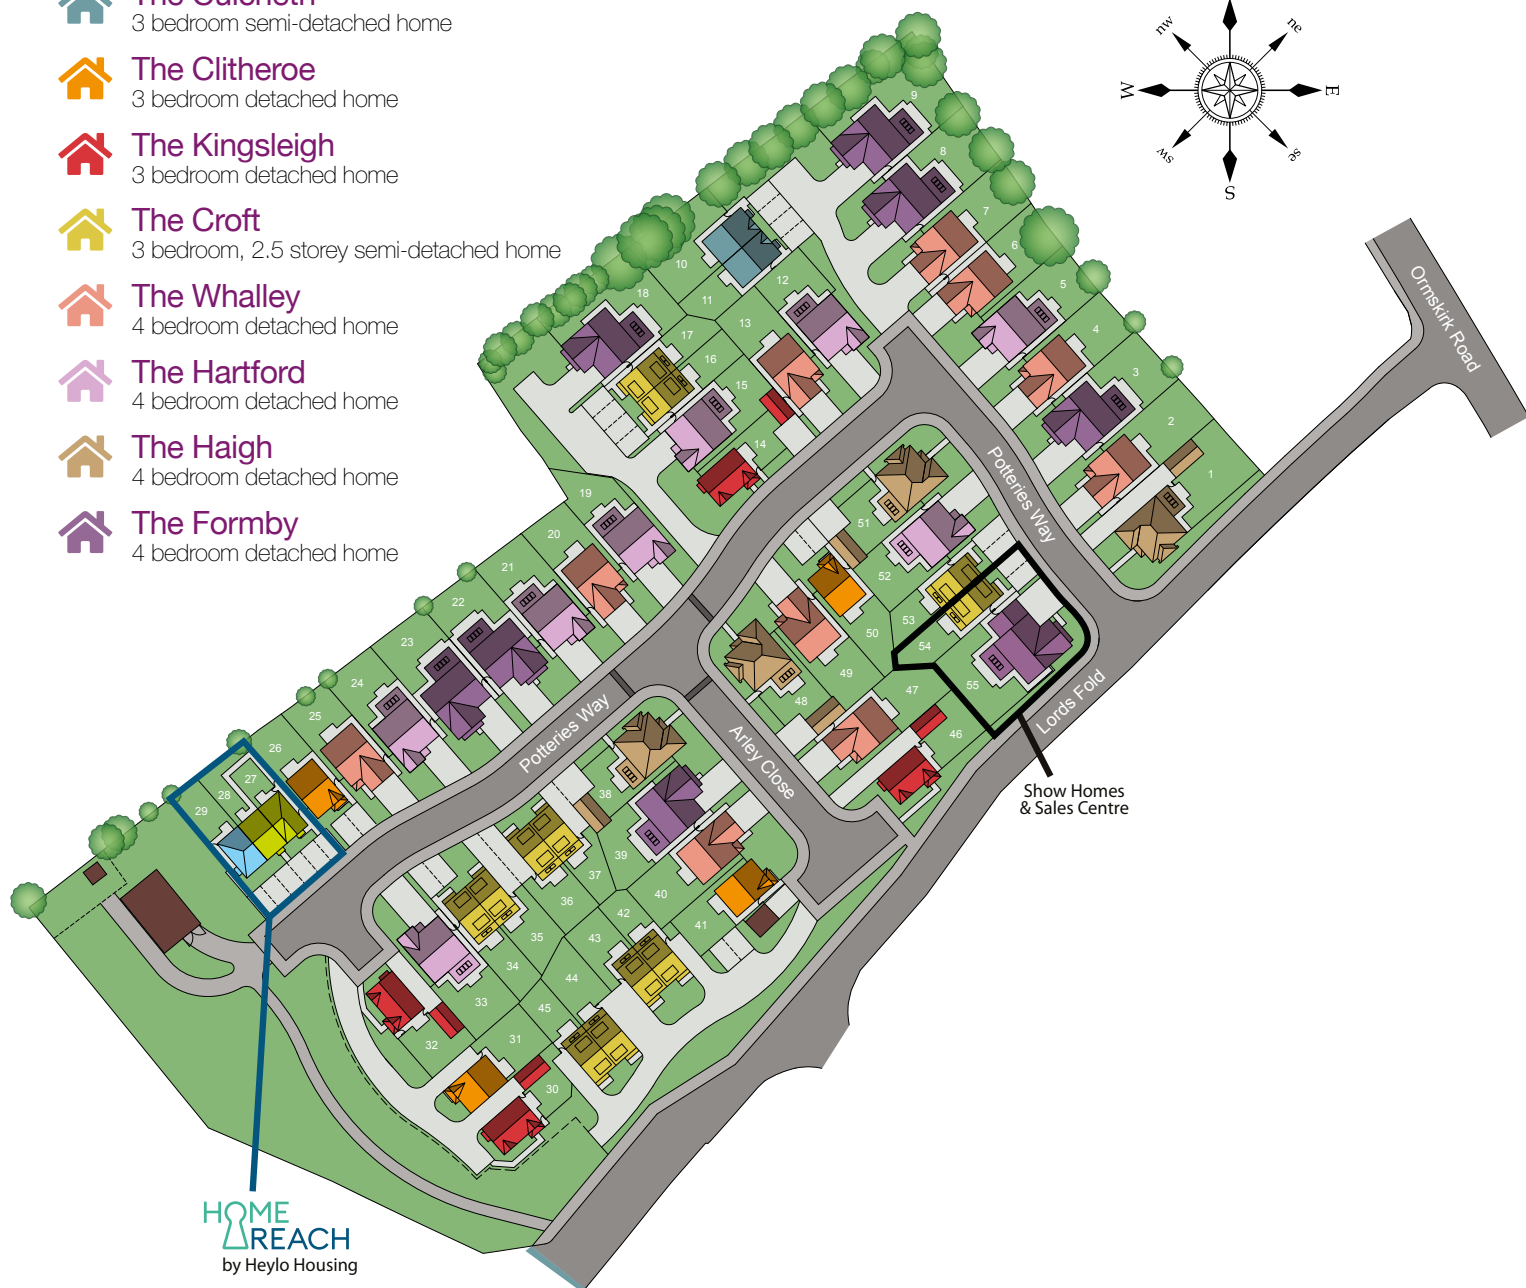 3 bedroom semi-detached home
The Clitheroe
3 bedroom detached home
The Kingsleigh
3 bedroom detached home
The Croft
3 bedroom, 2.5 storey semi-detached home
The Whalley
4 bedroom detached home
The Hartford
4 bedroom detached home
The Haigh
4 bedroom detached home
The Formby
4 bedroom detached home
nw
ne
W
E
sw
se
S
9
8
7
6
5
4
3
2
1
10
11
12
13
18
17
16
15
14
19
20
21
22
23
24
25
26
27
28
29
51
52
53
54
55
50
49
48
47
46
38
39
37
36
35
34
33
32
31
30
40
41
42
43
44
45
Ormskirk Road
Potteries Way
Potteries Way
Arley Close
Lords Fold
Show Homes
& Sales Centre
HOME
REACH
by Heylo Housing